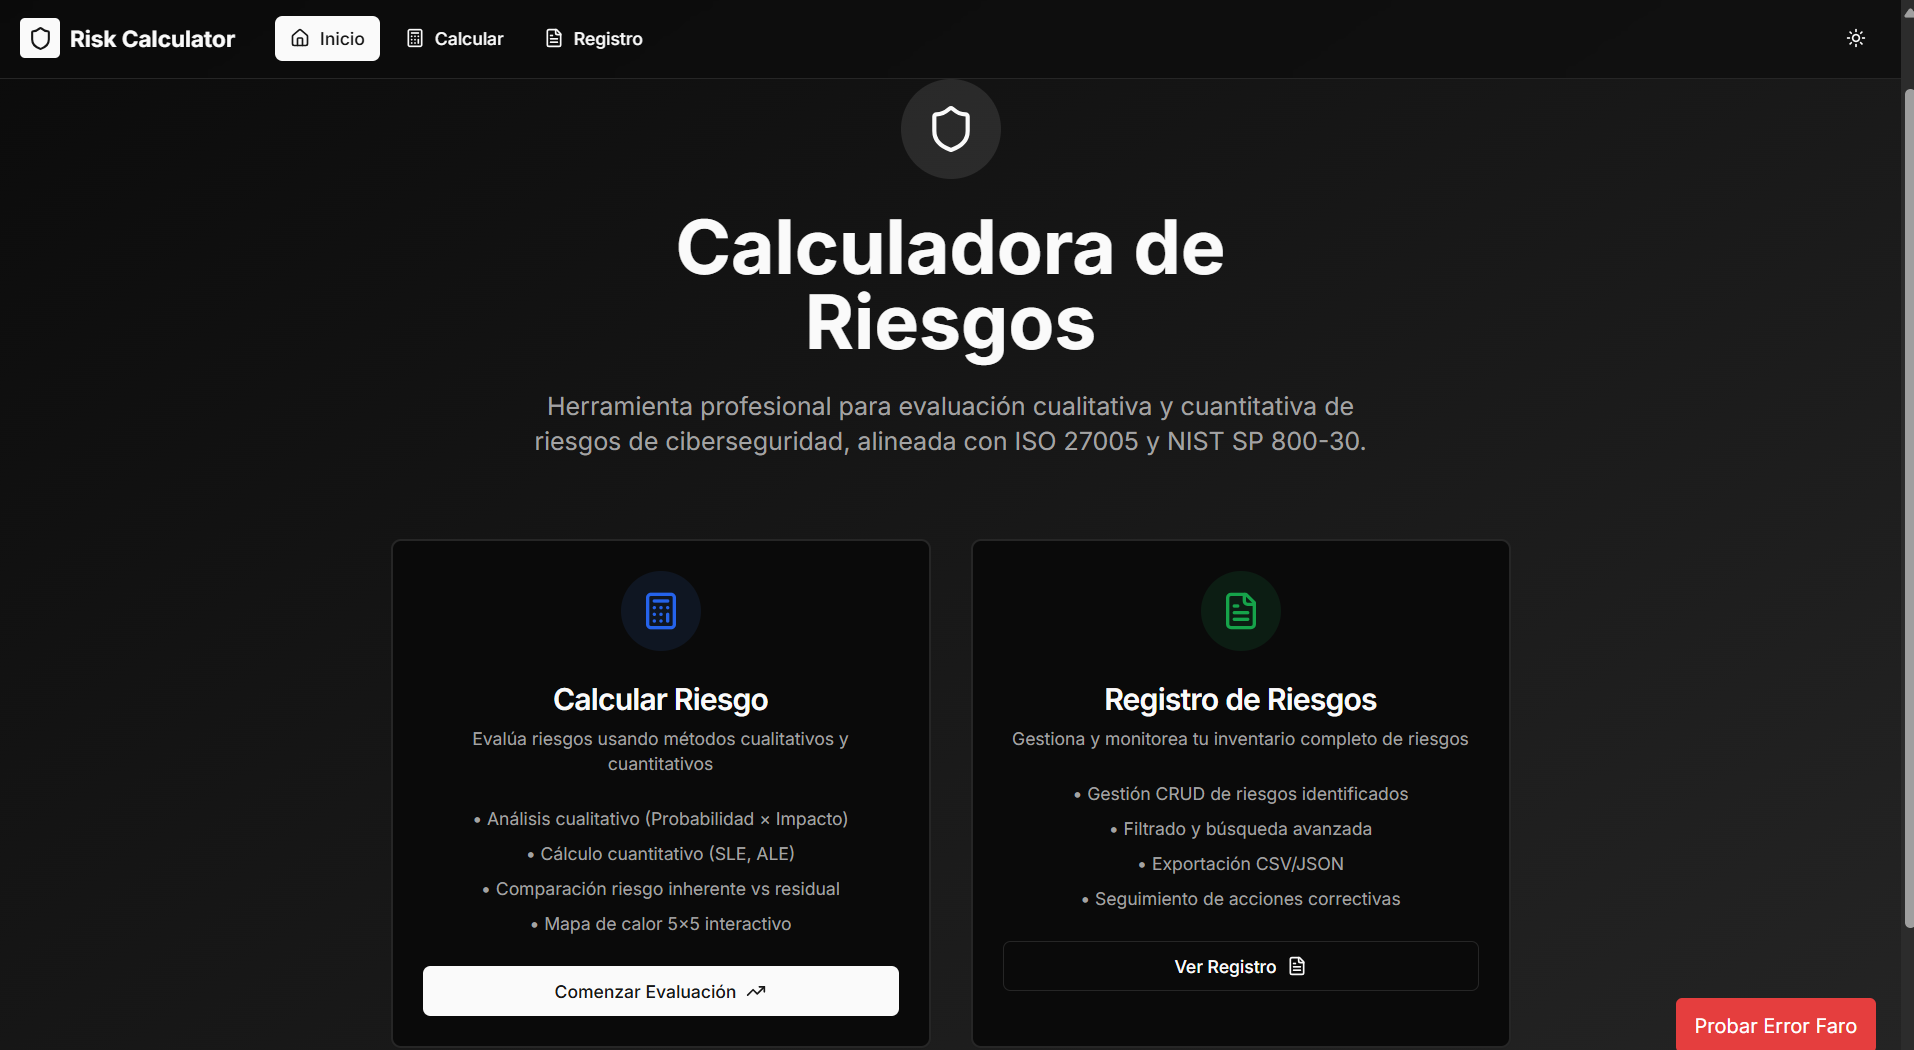 Risk Calculator
Inicio
Calcular
Registro
Calculadora de
Riesgos
Herramienta profesional para evaluación cualitativa y cuantitativa de
riesgos de ciberseguridad, alineada con ISO 27005 y NIST SP 800-30.
Calcular Riesgo
Evalúa riesgos usando métodos cualitativos y
cuantitativos
• Análisis cualitativo (Probabilidad × Impacto)
• Cálculo cuantitativo (SLE, ALE)
• Comparación riesgo inherente vs residual
• Mapa de calor 5×5 interactivo
Comenzar Evaluación
Registro de Riesgos
Gestiona y monitorea tu inventario completo de riesgos
• Gestión CRUD de riesgos identificados
• Filtrado y búsqueda avanzada
• Exportación CSV/JSON
• Seguimiento de acciones correctivas
Ver Registro
Probar Error Faro